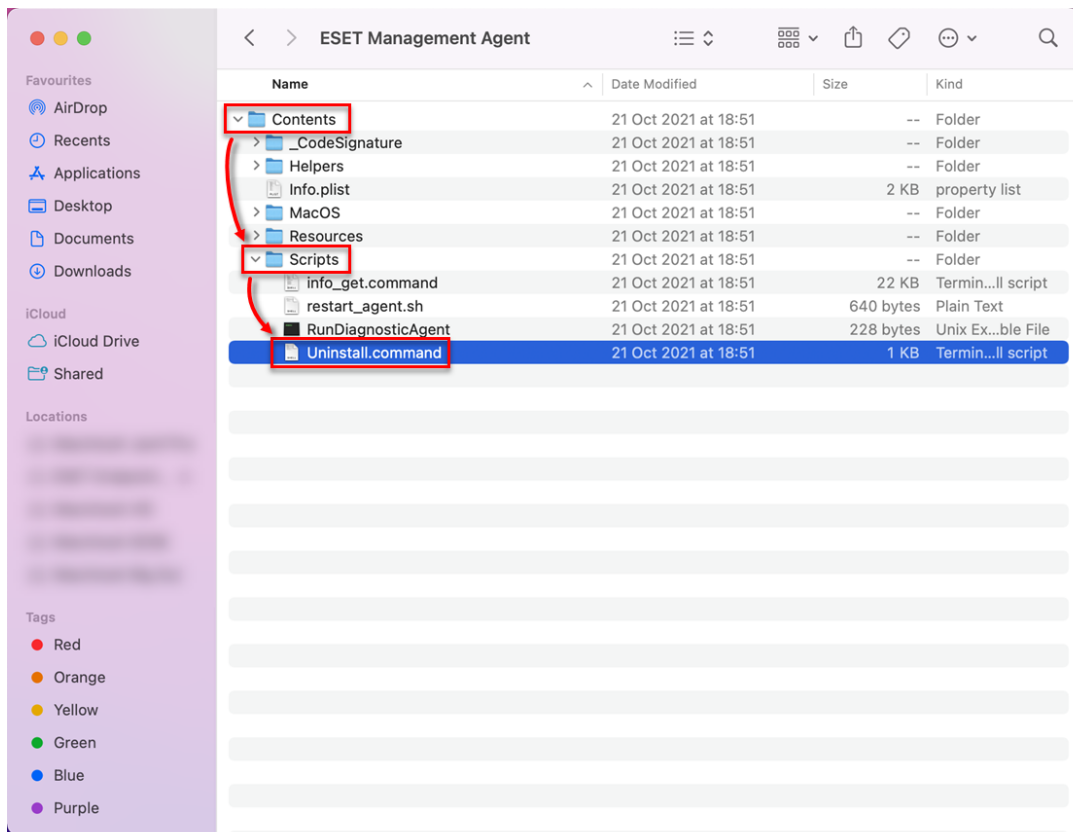 ESET Management Agent
Favourites
AirDrop
Recents
Applications
Desktop
Documents
Downloads
iCloud
iCloud Drive
Shared
Locations
Tags
Red
Orange
Yellow
Green
Blue
Purple
Name Date Modified Size Kind
Contents 21 Oct 2021 at 18:51 -- Folder
_CodeSignature 21 Oct 2021 at 18:51 -- Folder
Helpers 21 Oct 2021 at 18:51 -- Folder
Info.plist 21 Oct 2021 at 18:51 2 KB property list
MacOS 21 Oct 2021 at 18:51 -- Folder
Resources 21 Oct 2021 at 18:51 -- Folder
Scripts 21 Oct 2021 at 18:51 -- Folder
info_get.command 21 Oct 2021 at 18:51 22 KB Termin...ll script
restart_agent.sh 21 Oct 2021 at 18:51 640 bytes Plain Text
RunDiagnosticAgent 21 Oct 2021 at 18:51 228 bytes Unix Ex...ble File
Uninstall.command 21 Oct 2021 at 18:51 1 KB Termin...ll script